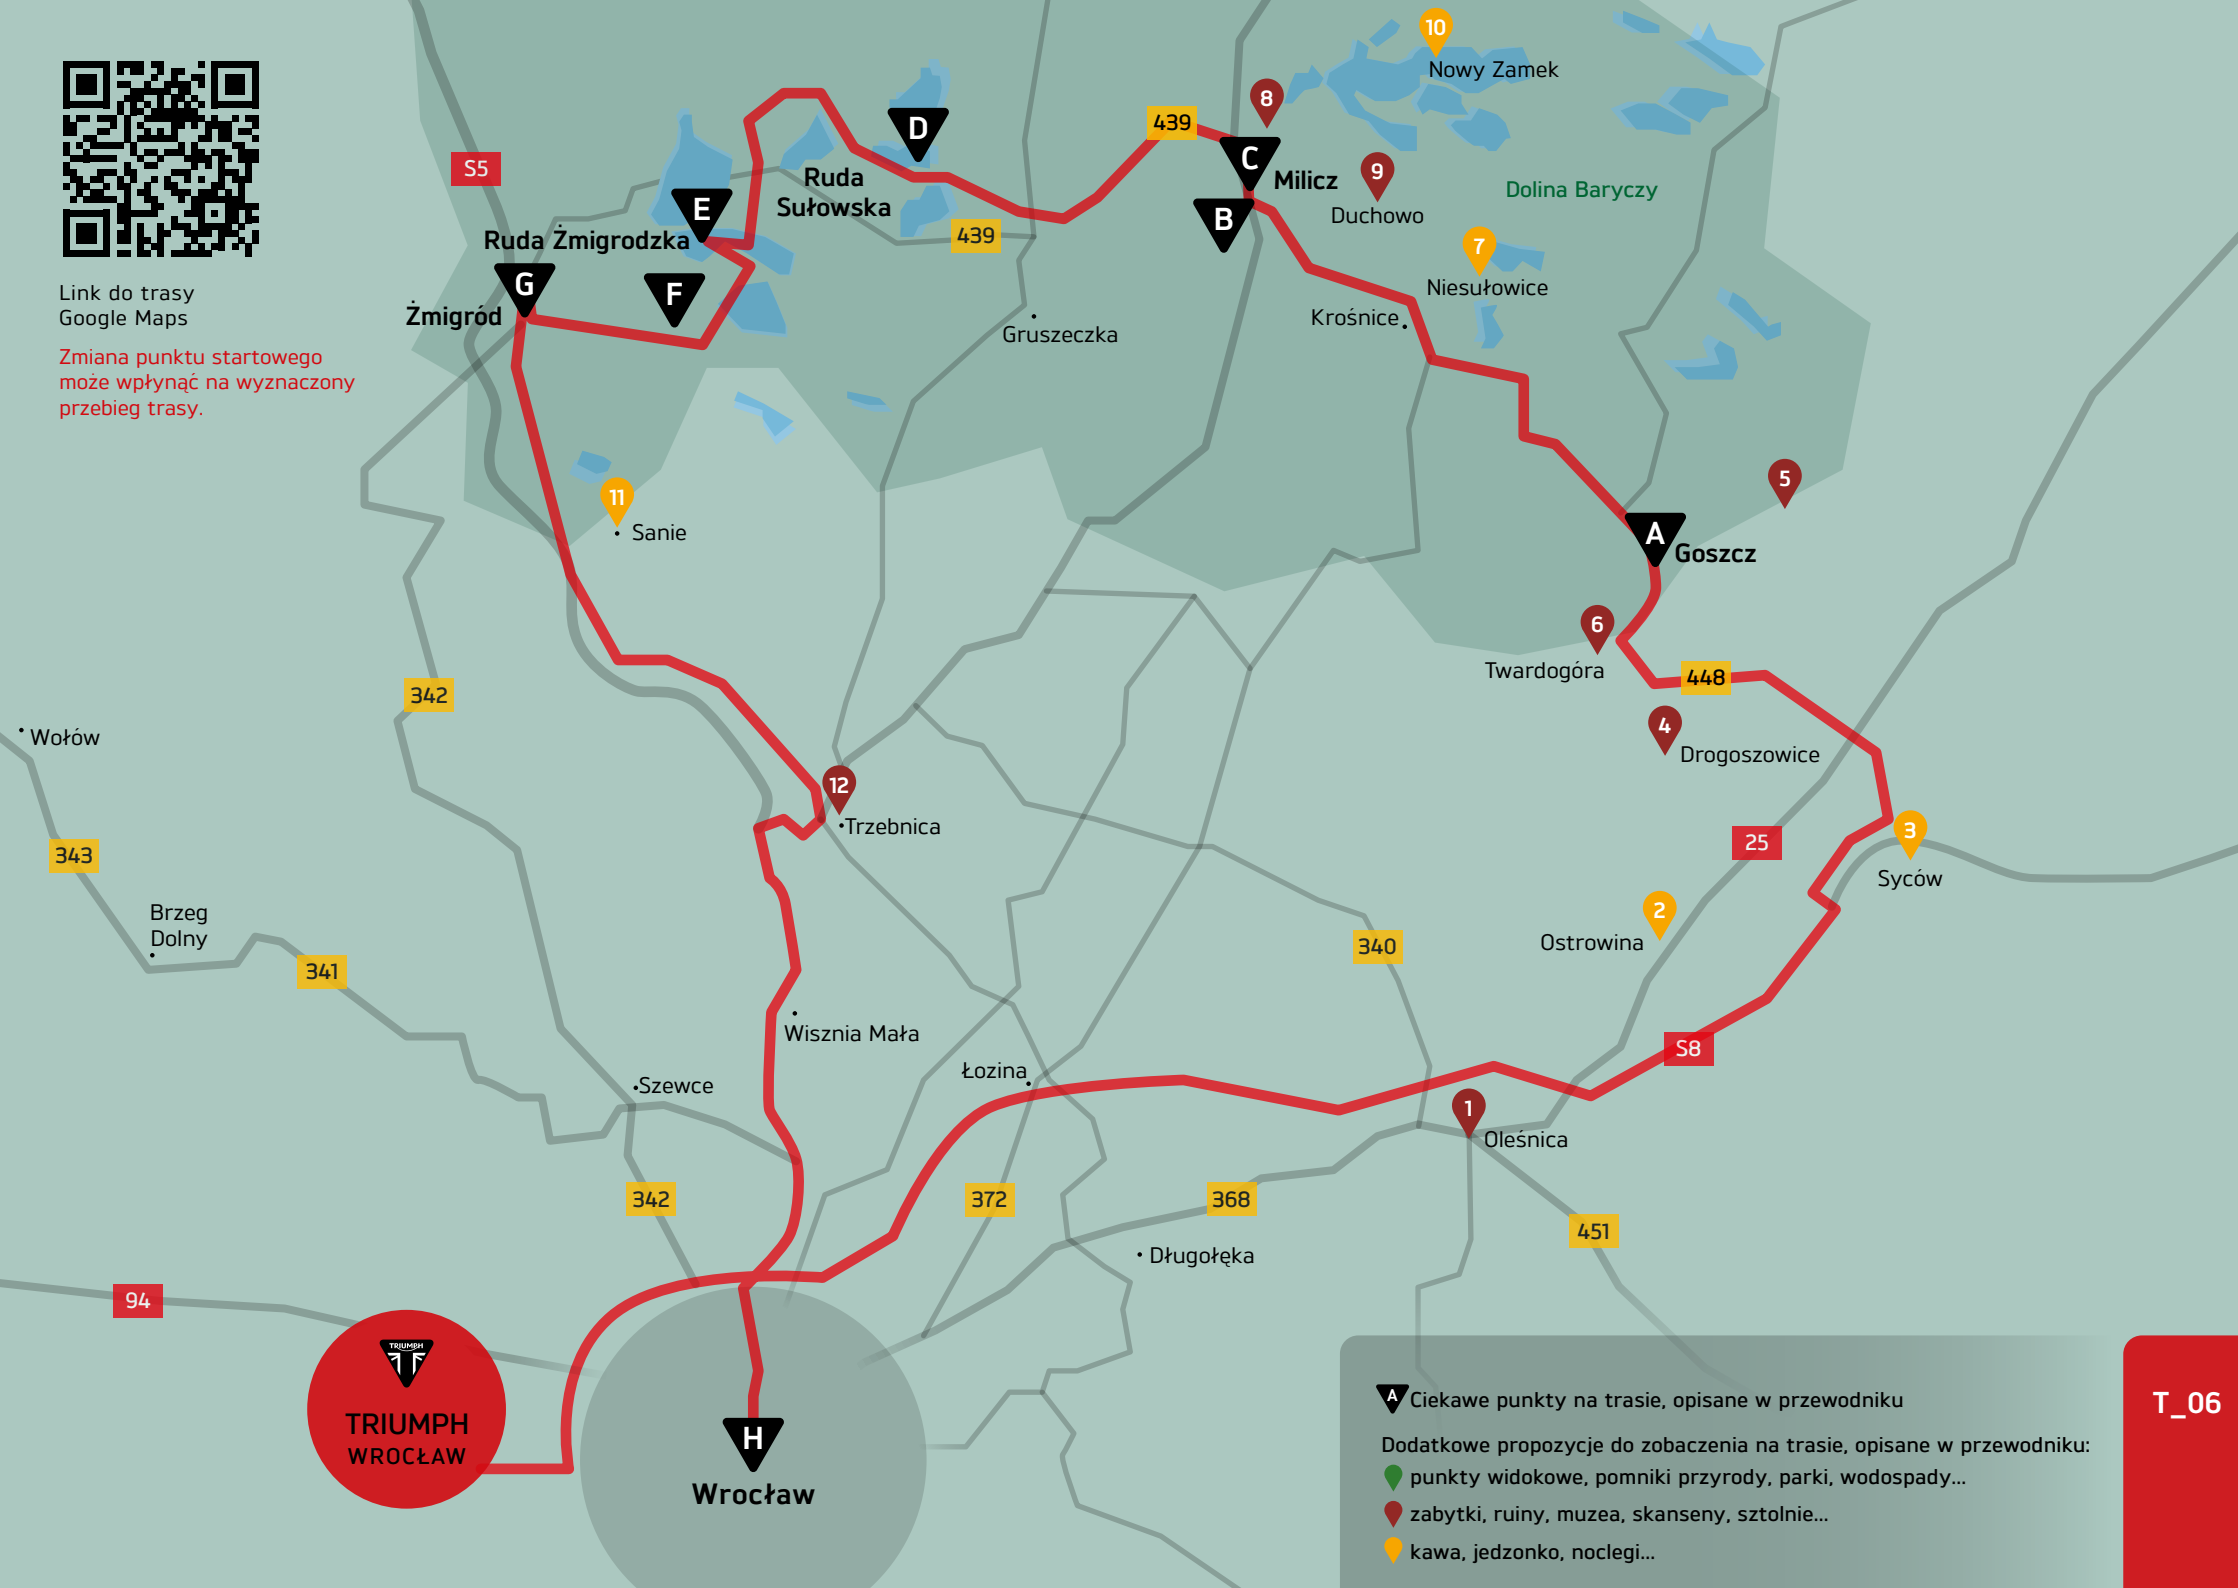 10
Nowy Zamek
8
439
D
C
S5
Milicz
9
Duchowo
Dolina Baryczy
Ruda
Sułowska
E
B
439
7
Niesułowice
Ruda Żmigrodzka
G
F
Żmigród
Link do trasy
Google Maps
Zmiana punktu startowego
może wpłynąć na wyznaczony
przebieg trasy.
Gruszeczka
Krośnice
5
11
Sanie
A
Goszcz
6
Twardogóra
448
342
4
Drogoszowice
Wołów
12
Trzebnica
343
25
3
Syców
Brzeg
Dolny
2
Ostrowina
340
341
Wisznia Mała
S8
Łozina
Szewce
1
Oleśnica
342
372
368
451
Długołęka
94
TRIUMPH
TRIUMPH
WROCŁAW
H
Wrocław
A Ciekawe punkty na trasie, opisane w przewodniku
Dodatkowe propozycje do zobaczenia na trasie, opisane w przewodniku:
punkty widokowe, pomniki przyrody, parki, wodospady...
zabytki, ruiny, muzea, skanseny, sztolnie...
kawa, jedzonko, noclegi...
T_06